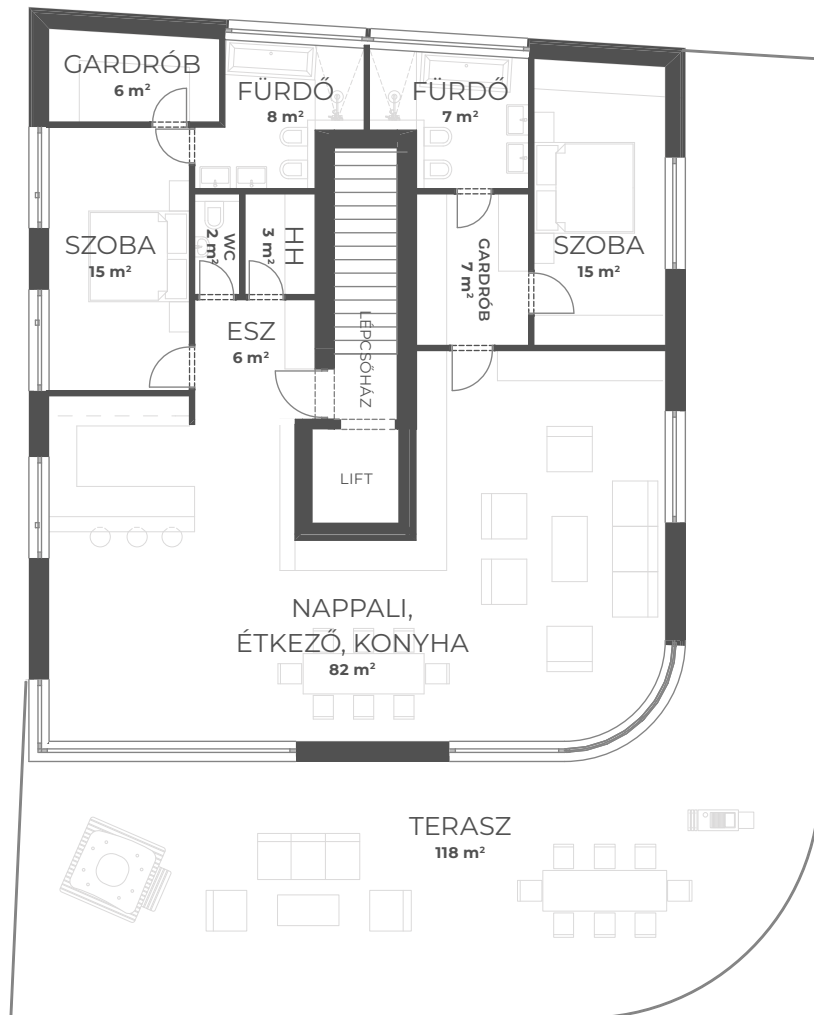 GARDRÓB
6 m²
FÜRDŐ
8 m²
FÜRDŐ
7 m²
SZOBA
15 m²
WC
2 m²
HH
3 m²
GARDRÓB
7 m²
SZOBA
15 m²
ESZ
6 m²
LÉPCSŐHÁZ
LIFT
NAPPALI,
ÉTKEZŐ, KONYHA
82 m²
TERASZ
118 m²